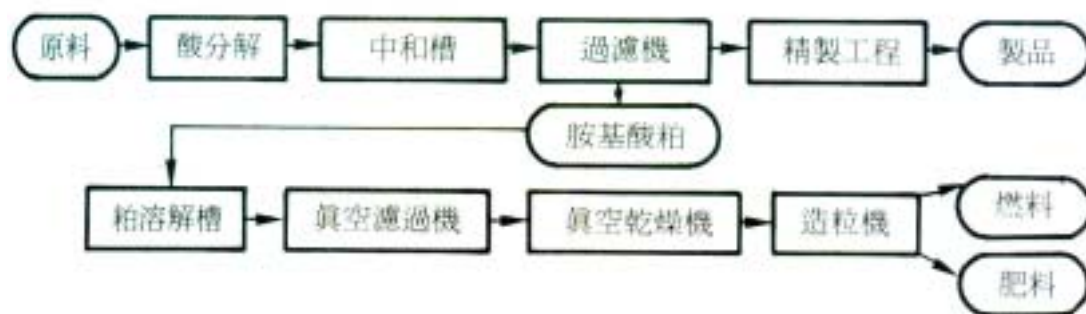 原料 酸分解 中和槽 過濾機 精製工程 製品
胺基酸粕
粕溶解槽 眞空濾過機 眞空乾燥機 造粒機 燃料
肥料